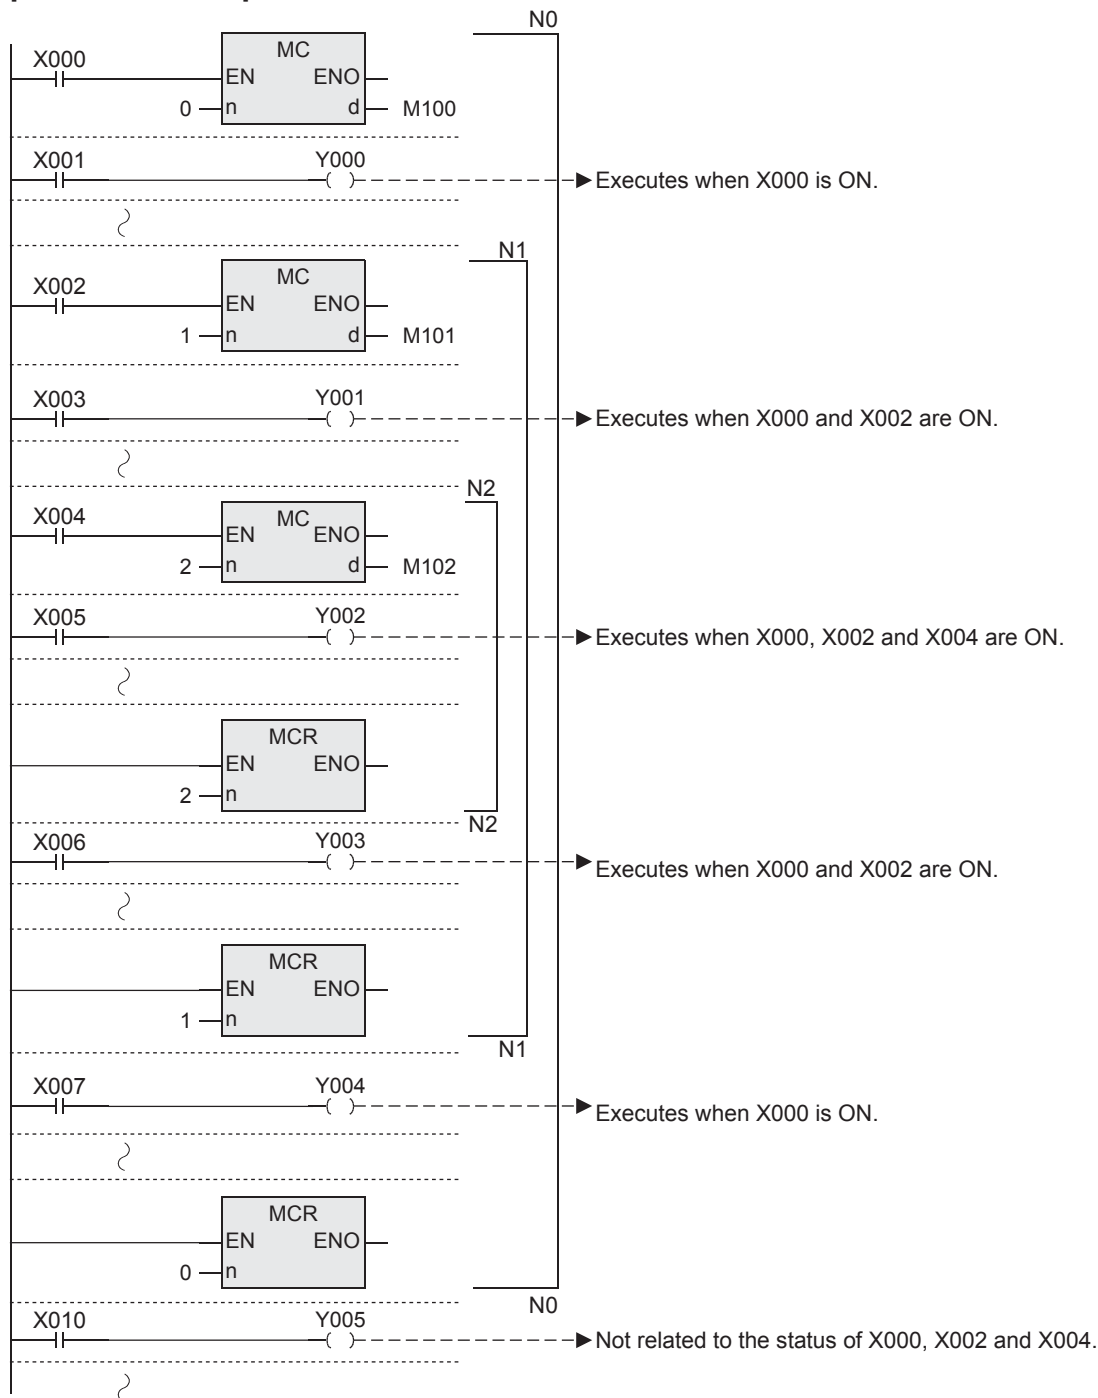 N0
X000
MC
EN ENO
0 n d M100
X001 Y000
Executes when X000 is ON.
N1
X002
MC
EN ENO
1 n d M101
X003 Y001
Executes when X000 and X002 are ON.
N2
X004
MC
EN ENO
2 n d M102
X005 Y002
Executes when X000, X002 and X004 are ON.
MCR
EN ENO
2 n
N2
X006 Y003
Executes when X000 and X002 are ON.
MCR
EN ENO
1 n
N1
X007 Y004
Executes when X000 is ON.
MCR
EN ENO
0 n
N0
X010 Y005
Not related to the status of X000, X002 and X004.